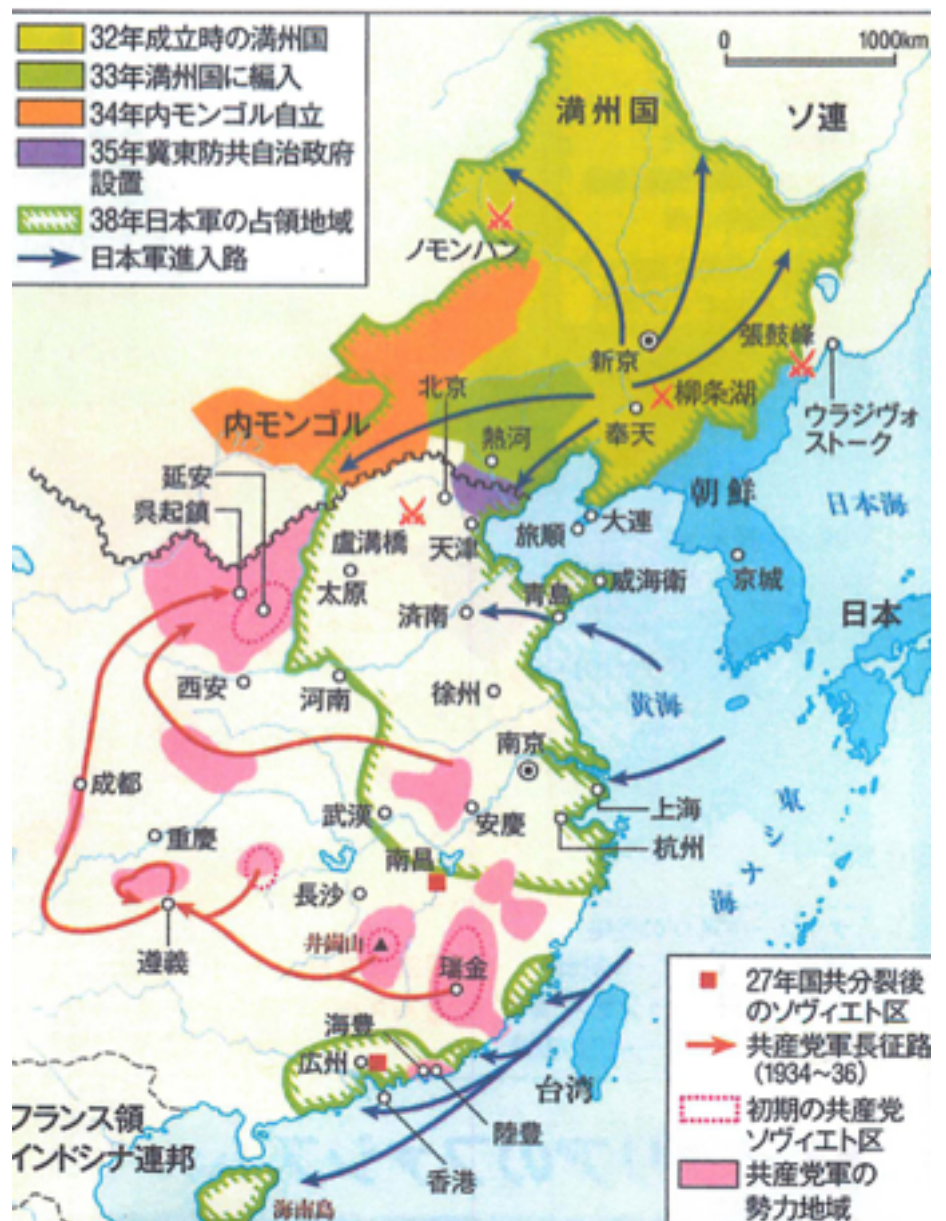 32年成立時の満州国
33年満州国に編入
34年内モンゴル自立
35年冀東防共自治政府
設置
38年日本軍の占領地域
日本軍進入路
0 1000km
満州国
ソ連
ノモンハン
新京
張鼓峰
北京
柳条湖
内モンゴル
熱河
奉天
ウラジヴォ
ストーク
延安
朝鮮
日本海
呉起鎮
盧溝橋
天津
旅順
大連
太原
青島
威海衛
京城
済南
日本
西安
河南
徐州
黄海
南京
成都
上海
武漢
安慶
重慶
杭州
東シナ海
南昌
長沙
井崗山
遵義
瑞金
海豊
広州
台湾
フランス領
インドシナ連邦
陸豊
香港
海南島
27年国共分裂後
のソヴィエト区
共産党軍長征路
(1934~36)
初期の共産党
ソヴィエト区
共産党軍の
勢力地域